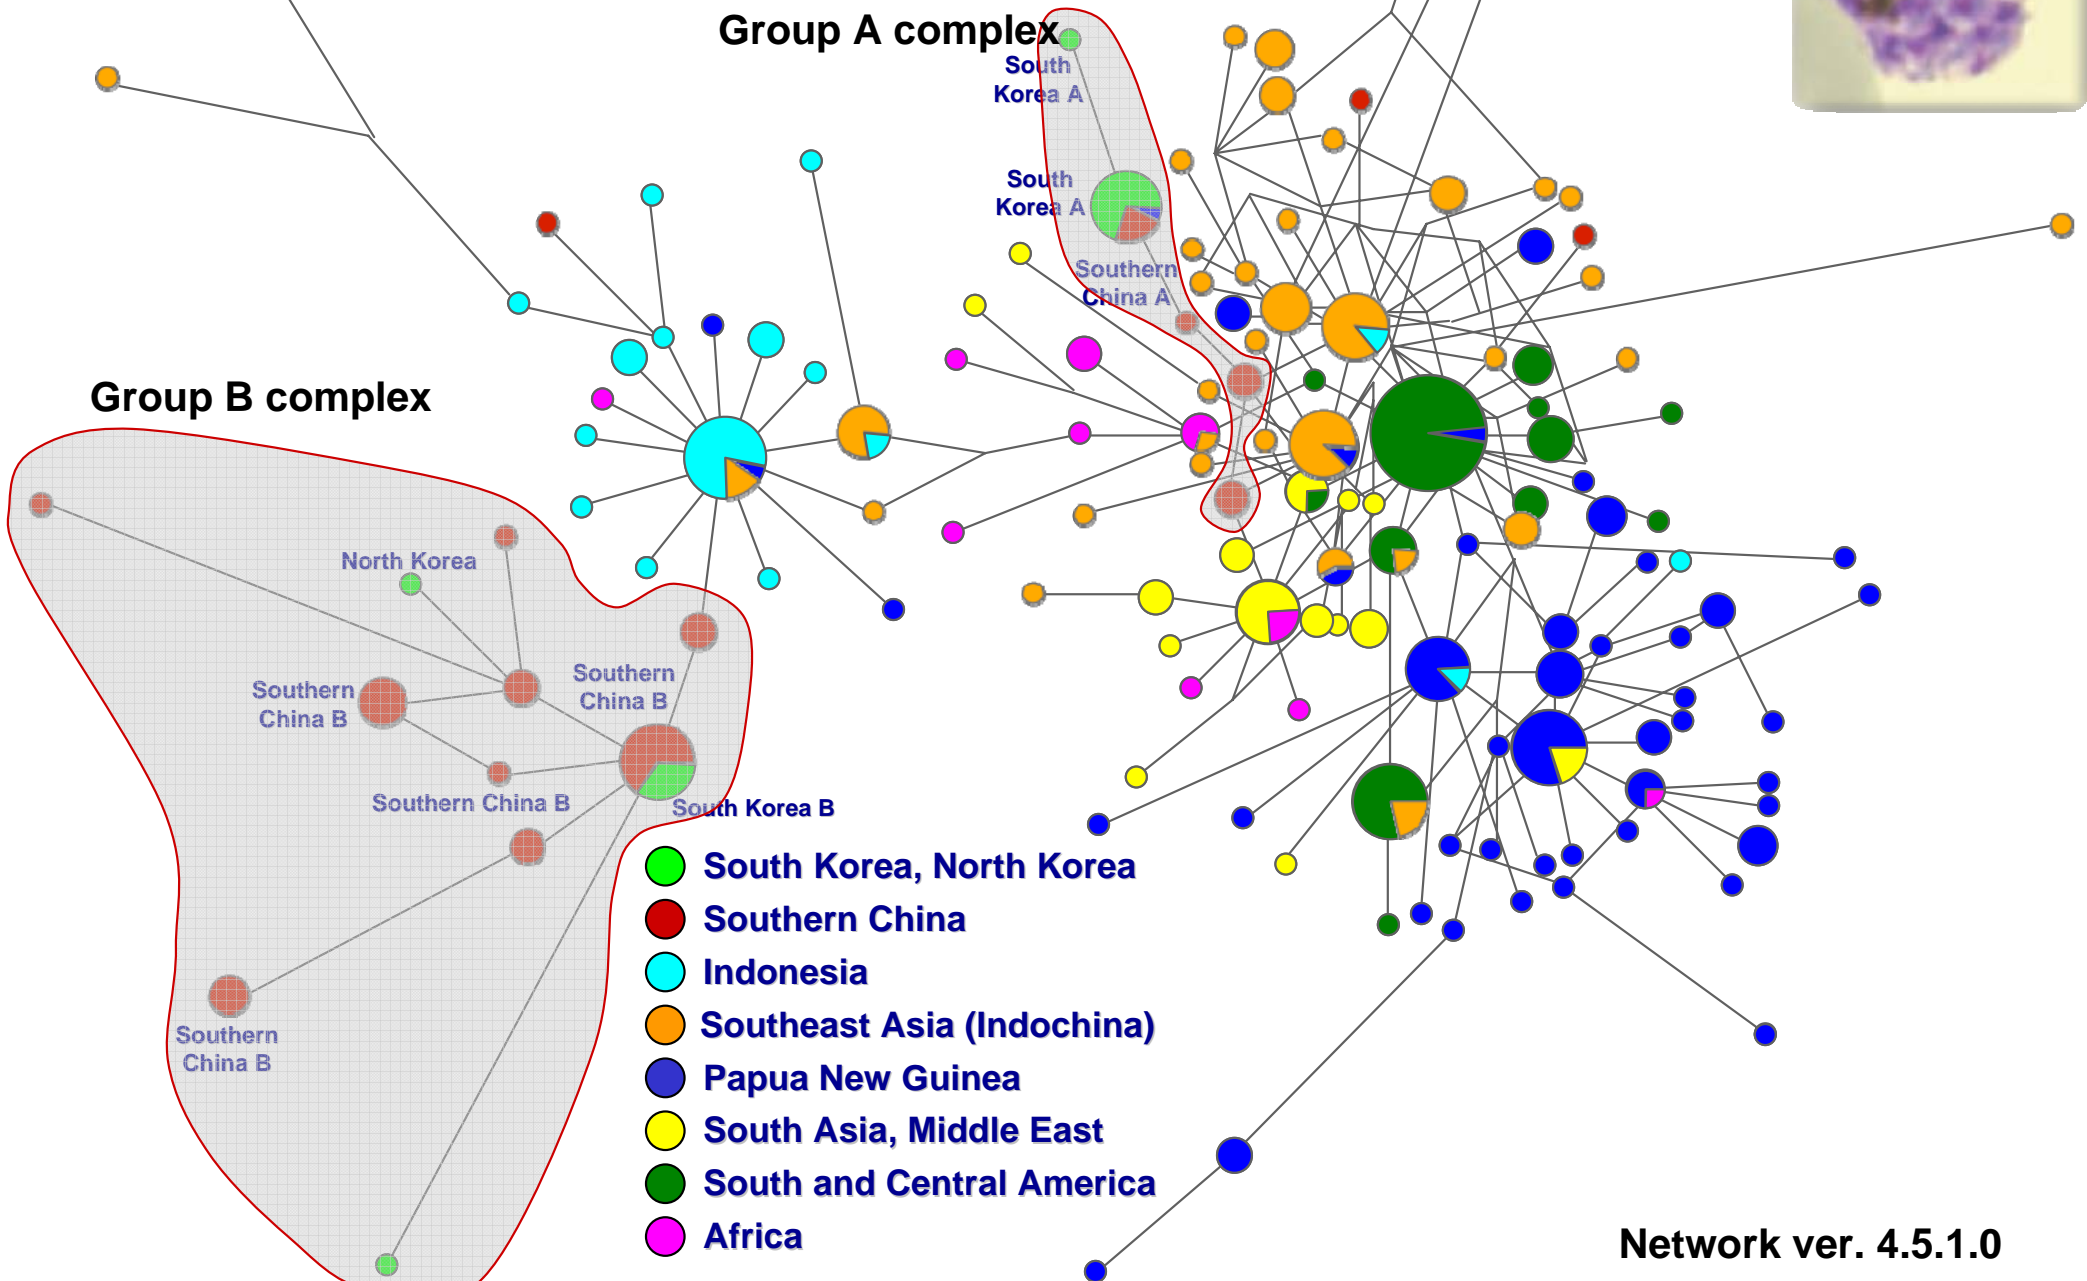 Group A complex
South
Korea A
South
Korea A
Southern
China A
Group B complex
North Korea
Southern
China B
Southern
China B
Southern China B
South Korea B
Southern
China B
South Korea, North Korea
Southern China
Indonesia
Southeast Asia (Indochina)
Papua New Guinea
South Asia, Middle East
South and Central America
Africa
Network ver. 4.5.1.0